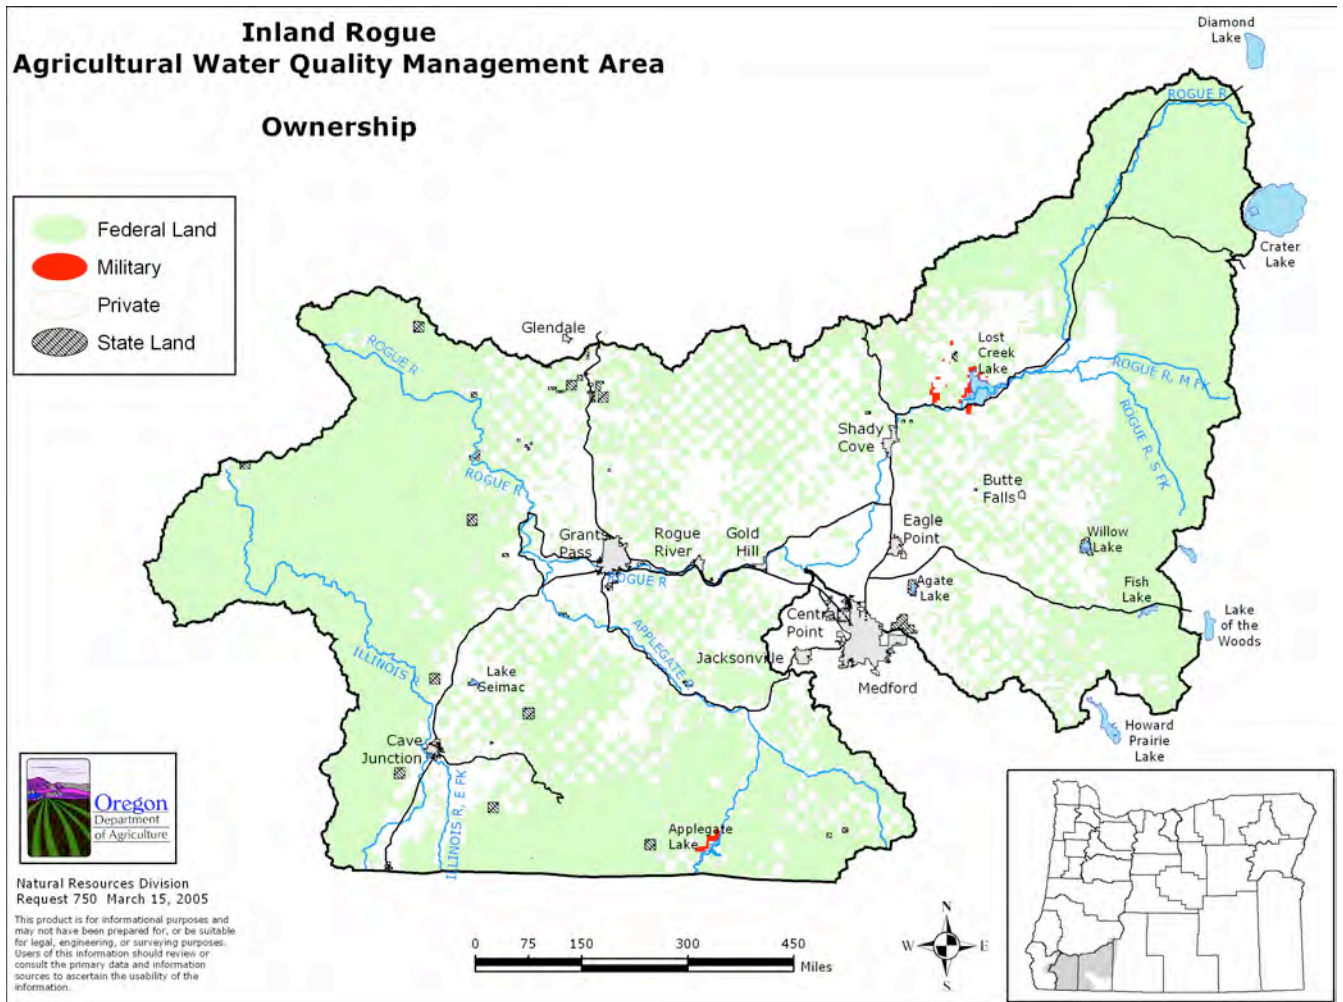 Inland Rogue
Agricultural Water Quality Management Area
Ownership
Federal Land
Military
Private
State Land
Diamond
Lake
ROGUE R
Crater
Lake
Glendale
ROGUE R
Lost
Creek
Lake
ROGUE R, M FK
ROGUE R, S FK
Shady
Cove
ROGUE R
Butte
Falls
Grants
Pass
Rogue
River
Gold
Hill
Eagle
Point
Willow
Lake
ROGUE R
Agate
Lake
Fish
Lake
Lake
of the
Woods
Central
Point
APPLEGATE R
Jacksonville
ILLINOIS R
Lake
Seimac
Medford
Howard
Prairie
Lake
Cave
Junction
ILLINOIS R, E FK
Applegate
Lake
Oregon
Department
of Agriculture
Natural Resources Division
Request 750 March 15, 2005
This product is for informational purposes and
may not have been prepared for, or be suitable
for legal, engineering, or surveying purposes.
Users of this information should review or
consult the primary data and information
sources to ascertain the usability of the
information.
0 75 150 300 450
Miles
N
W E
S